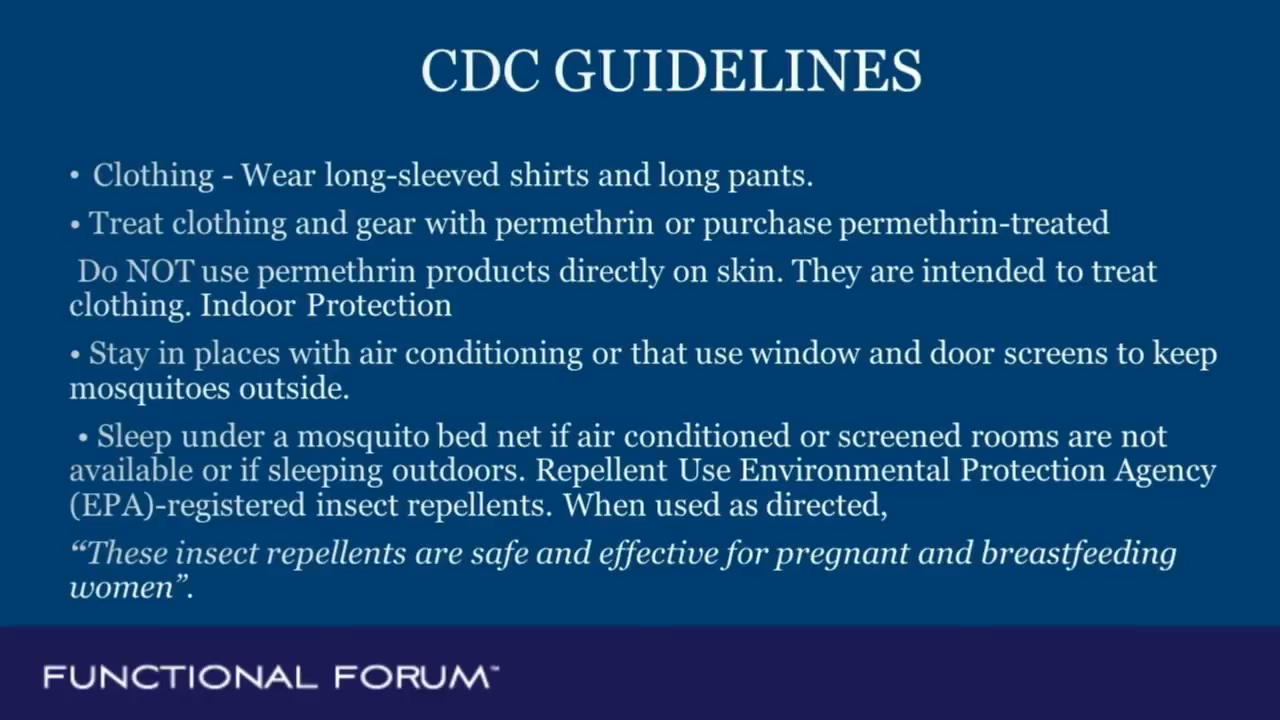 CDC GUIDELINES
• Clothing - Wear long-sleeved shirts and long pants.
• Treat clothing and gear with permethrin or purchase permethrin-treated
Do NOT use permethrin products directly on skin. They are intended to treat
clothing. Indoor Protection
• Stay in places with air conditioning or that use window and door screens to keep
mosquitoes outside.
• Sleep under a mosquito bed net if air conditioned or screened rooms are not
available or if sleeping outdoors. Repellent Use Environmental Protection Agency
(EPA)-registered insect repellents. When used as directed,
“These insect repellents are safe and effective for pregnant and breastfeeding
women”.
FUNCTIONAL FORUM™